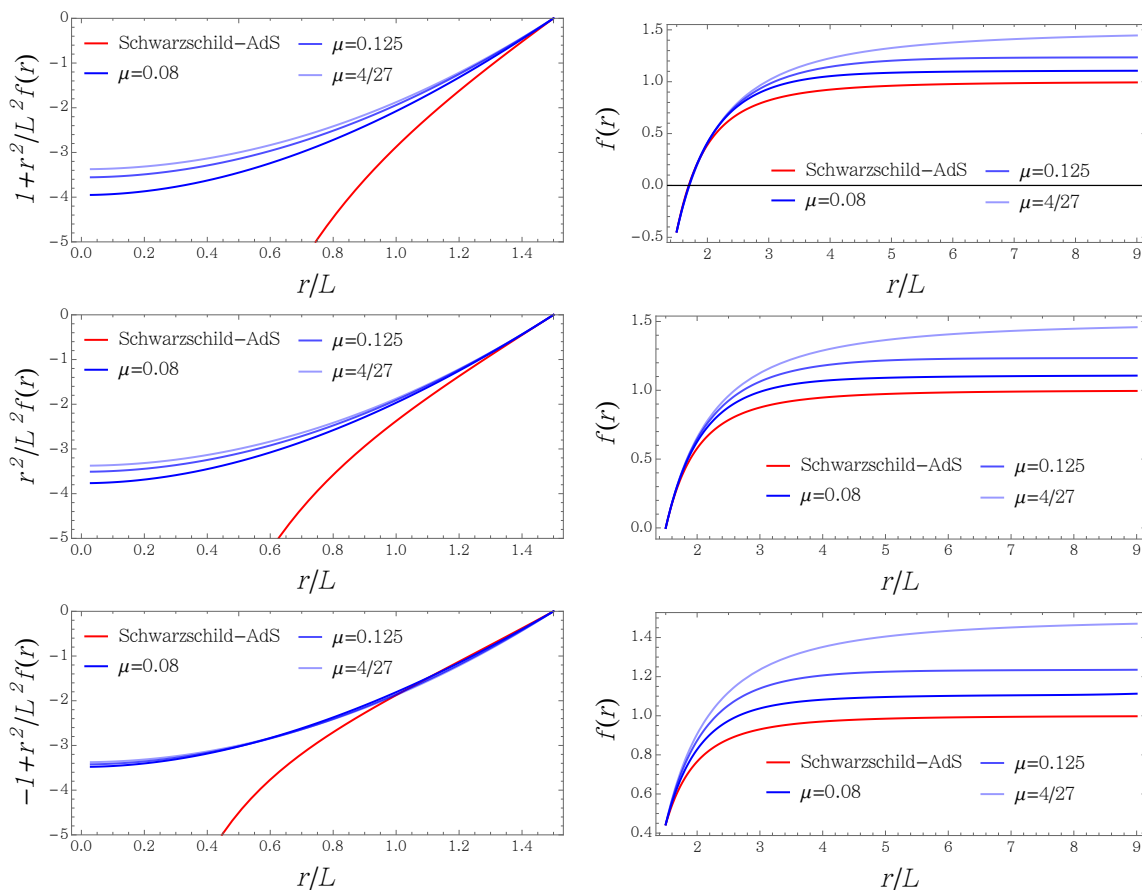 1+r²/L² f(r)
0
-1
-2
-3
-4
-5
Schwarzschild-AdS
μ=0.08
μ=0.125
μ=4/27
0.0 0.2 0.4 0.6 0.8 1.0 1.2 1.4
r/L
f(r)
1.5
1.0
0.5
0.0
-0.5
Schwarzschild-AdS
μ=0.08
μ=0.125
μ=4/27
2 3 4 5 6 7 8 9
r/L
r²/L² f(r)
0
-1
-2
-3
-4
-5
Schwarzschild-AdS
μ=0.08
μ=0.125
μ=4/27
0.0 0.2 0.4 0.6 0.8 1.0 1.2 1.4
r/L
f(r)
1.5
1.0
0.5
0.0
Schwarzschild-AdS
μ=0.08
μ=0.125
μ=4/27
2 3 4 5 6 7 8 9
r/L
-1+r²/L² f(r)
0
-1
-2
-3
-4
-5
Schwarzschild-AdS
μ=0.08
μ=0.125
μ=4/27
0.0 0.2 0.4 0.6 0.8 1.0 1.2 1.4
r/L
f(r)
1.4
1.2
1.0
0.8
0.6
0.4
Schwarzschild-AdS
μ=0.08
μ=0.125
μ=4/27
2 3 4 5 6 7 8 9
r/L